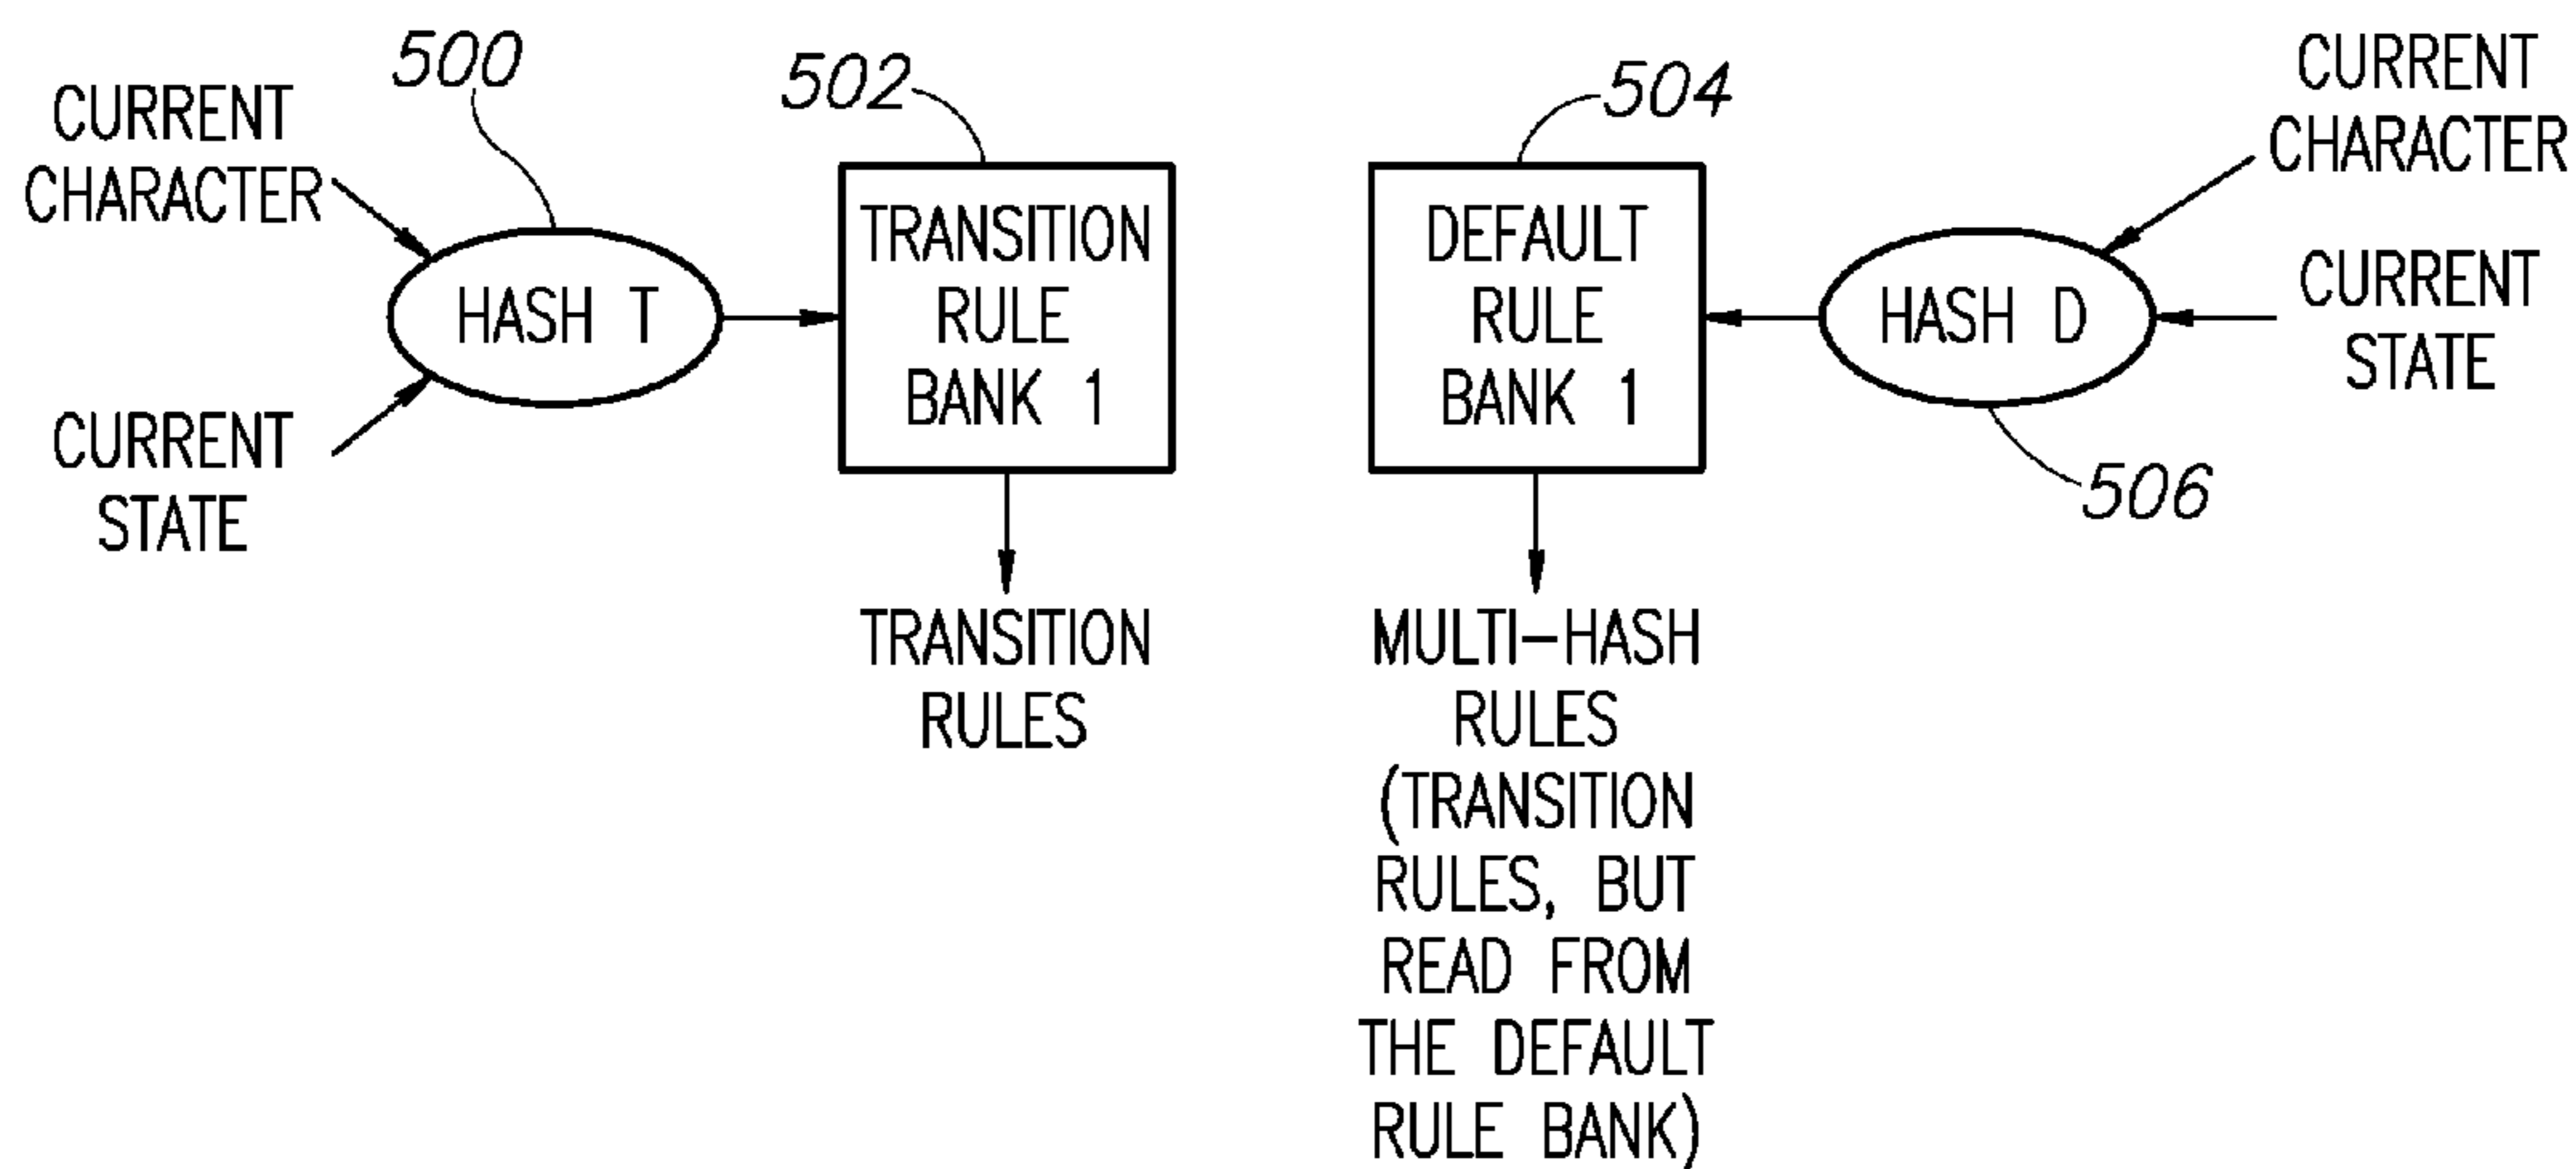 500
CURRENT
CHARACTER
HASH T
CURRENT
STATE
502
TRANSITION
RULE
BANK 1
TRANSITION
RULES
504
DEFAULT
RULE
BANK 1
MULTI-HASH
RULES
(TRANSITION
RULES, BUT
READ FROM
THE DEFAULT
RULE BANK)
CURRENT
CHARACTER
HASH D
CURRENT
STATE
506